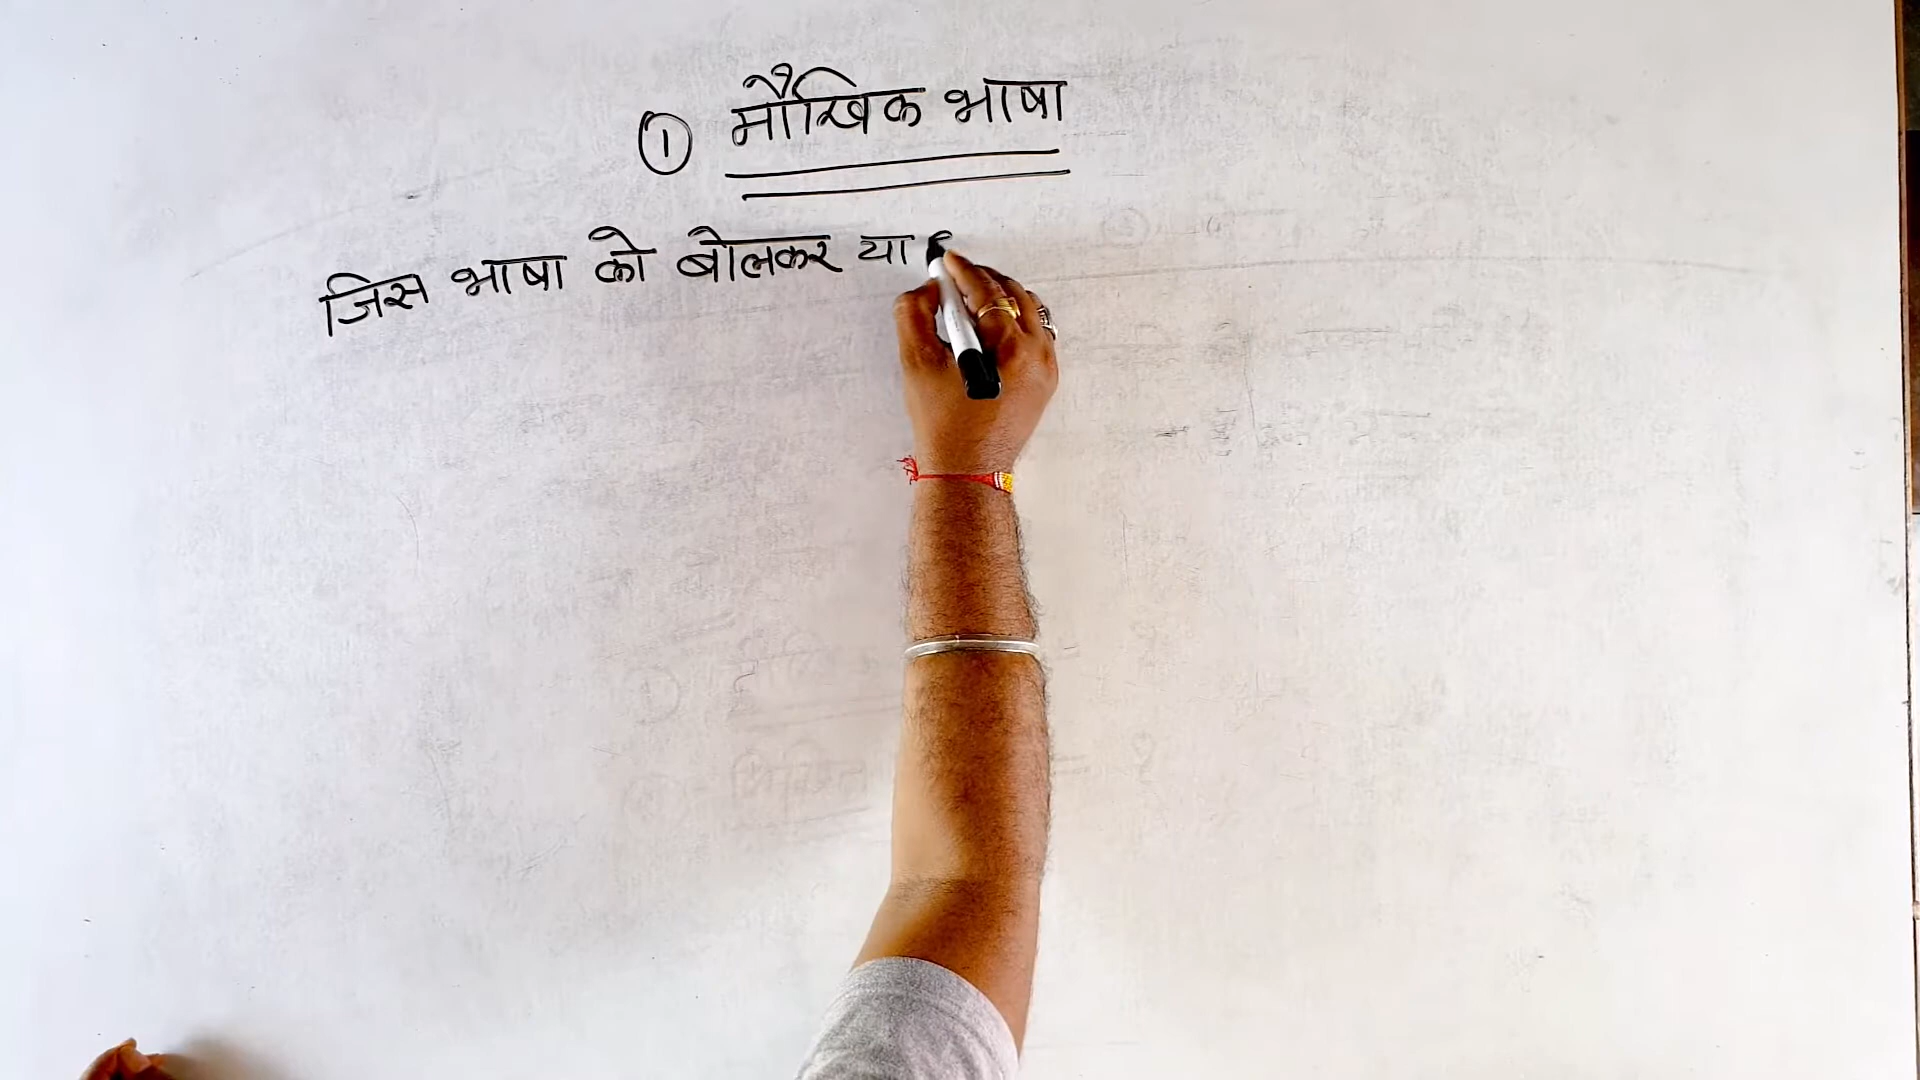 ① मौखिक भाषा
जिस भाषा को बोलकर या